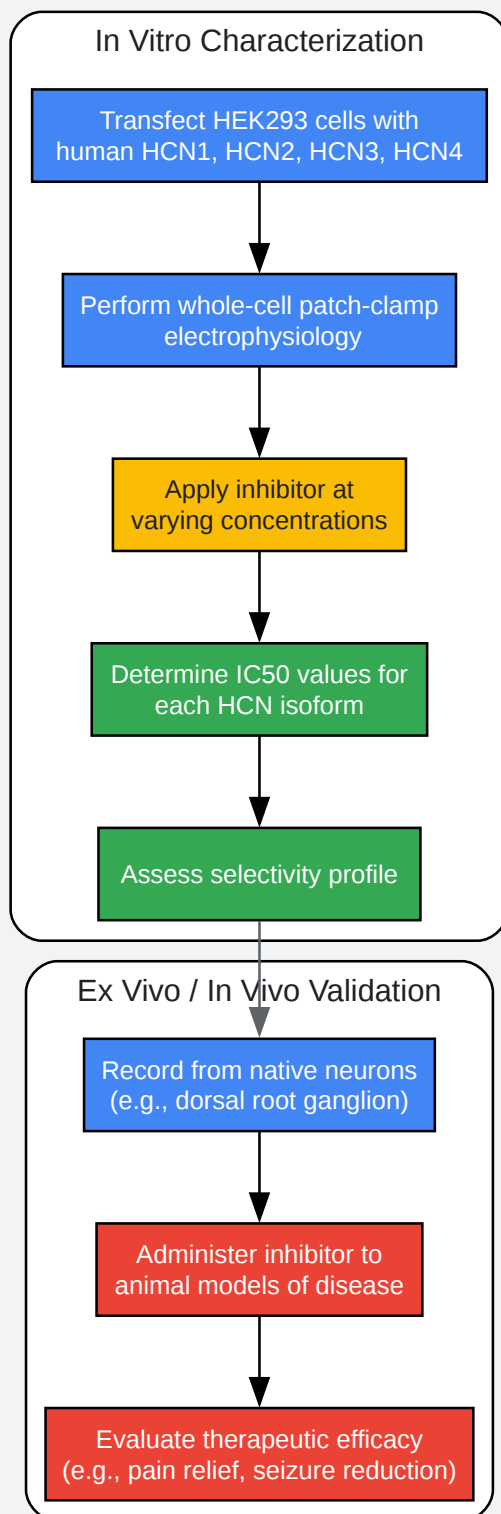 In Vitro Characterization
Transfect HEK293 cells with
human HCN1, HCN2, HCN3, HCN4
Perform whole-cell patch-clamp
electrophysiology
Apply inhibitor at
varying concentrations
Determine IC50 values for
each HCN isoform
Assess selectivity profile
Ex Vivo / In Vivo Validation
Record from native neurons
(e.g., dorsal root ganglion)
Administer inhibitor to
animal models of disease
Evaluate therapeutic efficacy
(e.g., pain relief, seizure reduction)